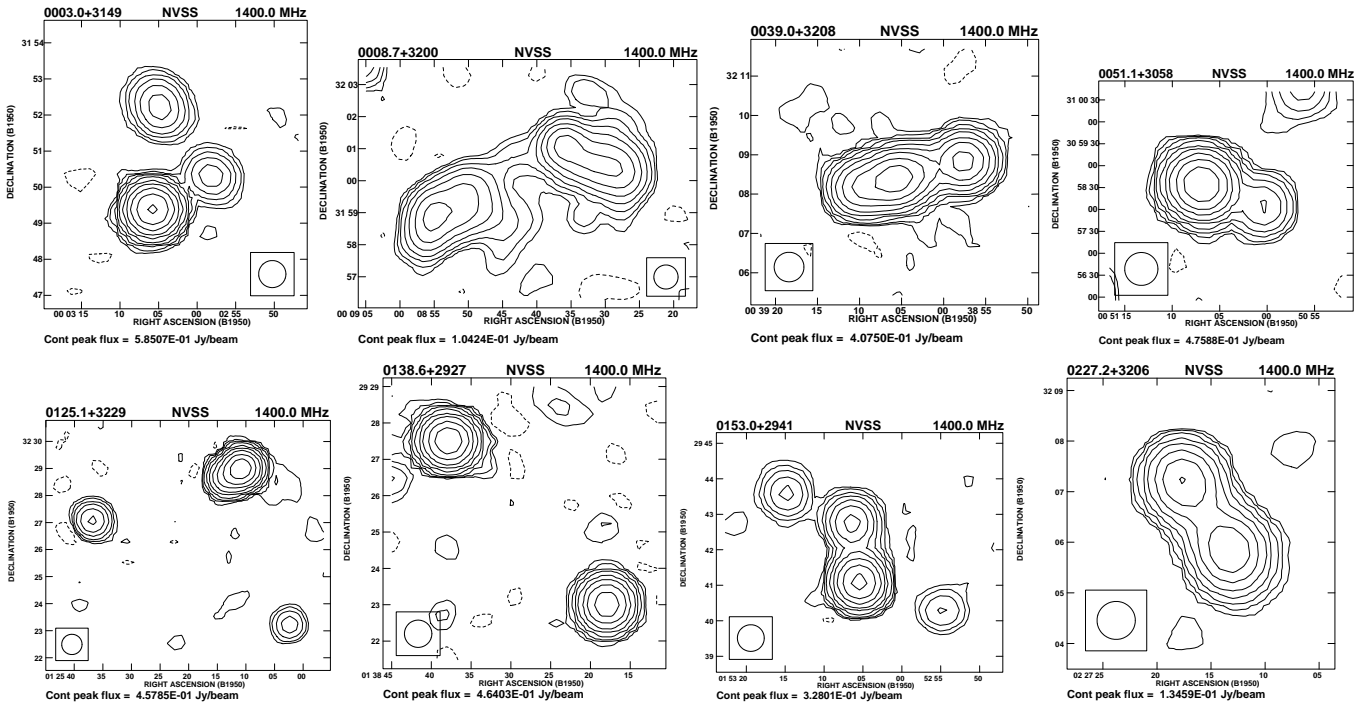 0003.0+3149 NVSS 1400.0 MHz
DECLINATION (B1950)
31 54
53
52
51
50
49
48
47
00 03 15 10 05 00 02 55 50
RIGHT ASCENSION (B1950)
Cont peak flux = 5.8507E-01 Jy/beam
0008.7+3200 NVSS 1400.0 MHz
DECLINATION (B1950)
32 03
02
01
00
31 59
58
57
00 09 05 00 08 55 50 45 40 35 30 25 20
RIGHT ASCENSION (B1950)
Cont peak flux = 1.0424E-01 Jy/beam
0039.0+3208 NVSS 1400.0 MHz
DECLINATION (B1950)
32 11
10
09
08
07
06
00 39 20 15 10 05 00 38 55 50
RIGHT ASCENSION (B1950)
Cont peak flux = 4.0750E-01 Jy/beam
0051.1+3058 NVSS 1400.0 MHz
DECLINATION (B1950)
31 00 30
00
30 59 30
00
58 30
00
57 30
00
56 30
00
00 51 15 10 05 00 50 55
RIGHT ASCENSION (B1950)
Cont peak flux = 4.7588E-01 Jy/beam
0125.1+3229 NVSS 1400.0 MHz
DECLINATION (B1950)
32 30
29
28
27
26
25
24
23
22
01 25 40 35 30 25 20 15 10 05 00
RIGHT ASCENSION (B1950)
Cont peak flux = 4.5785E-01 Jy/beam
0138.6+2927 NVSS 1400.0 MHz
DECLINATION (B1950)
29 29
28
27
26
25
24
23
22
01 38 45 40 35 30 25 20 15
RIGHT ASCENSION (B1950)
Cont peak flux = 4.6403E-01 Jy/beam
0153.0+2941 NVSS 1400.0 MHz
DECLINATION (B1950)
29 45
44
43
42
41
40
39
01 53 20 15 10 05 00 52 55 50
RIGHT ASCENSION (B1950)
Cont peak flux = 3.2801E-01 Jy/beam
0227.2+3206 NVSS 1400.0 MHz
DECLINATION (B1950)
32 09
08
07
06
05
04
02 27 25 20 15 10 05
RIGHT ASCENSION (B1950)
Cont peak flux = 1.3459E-01 Jy/beam